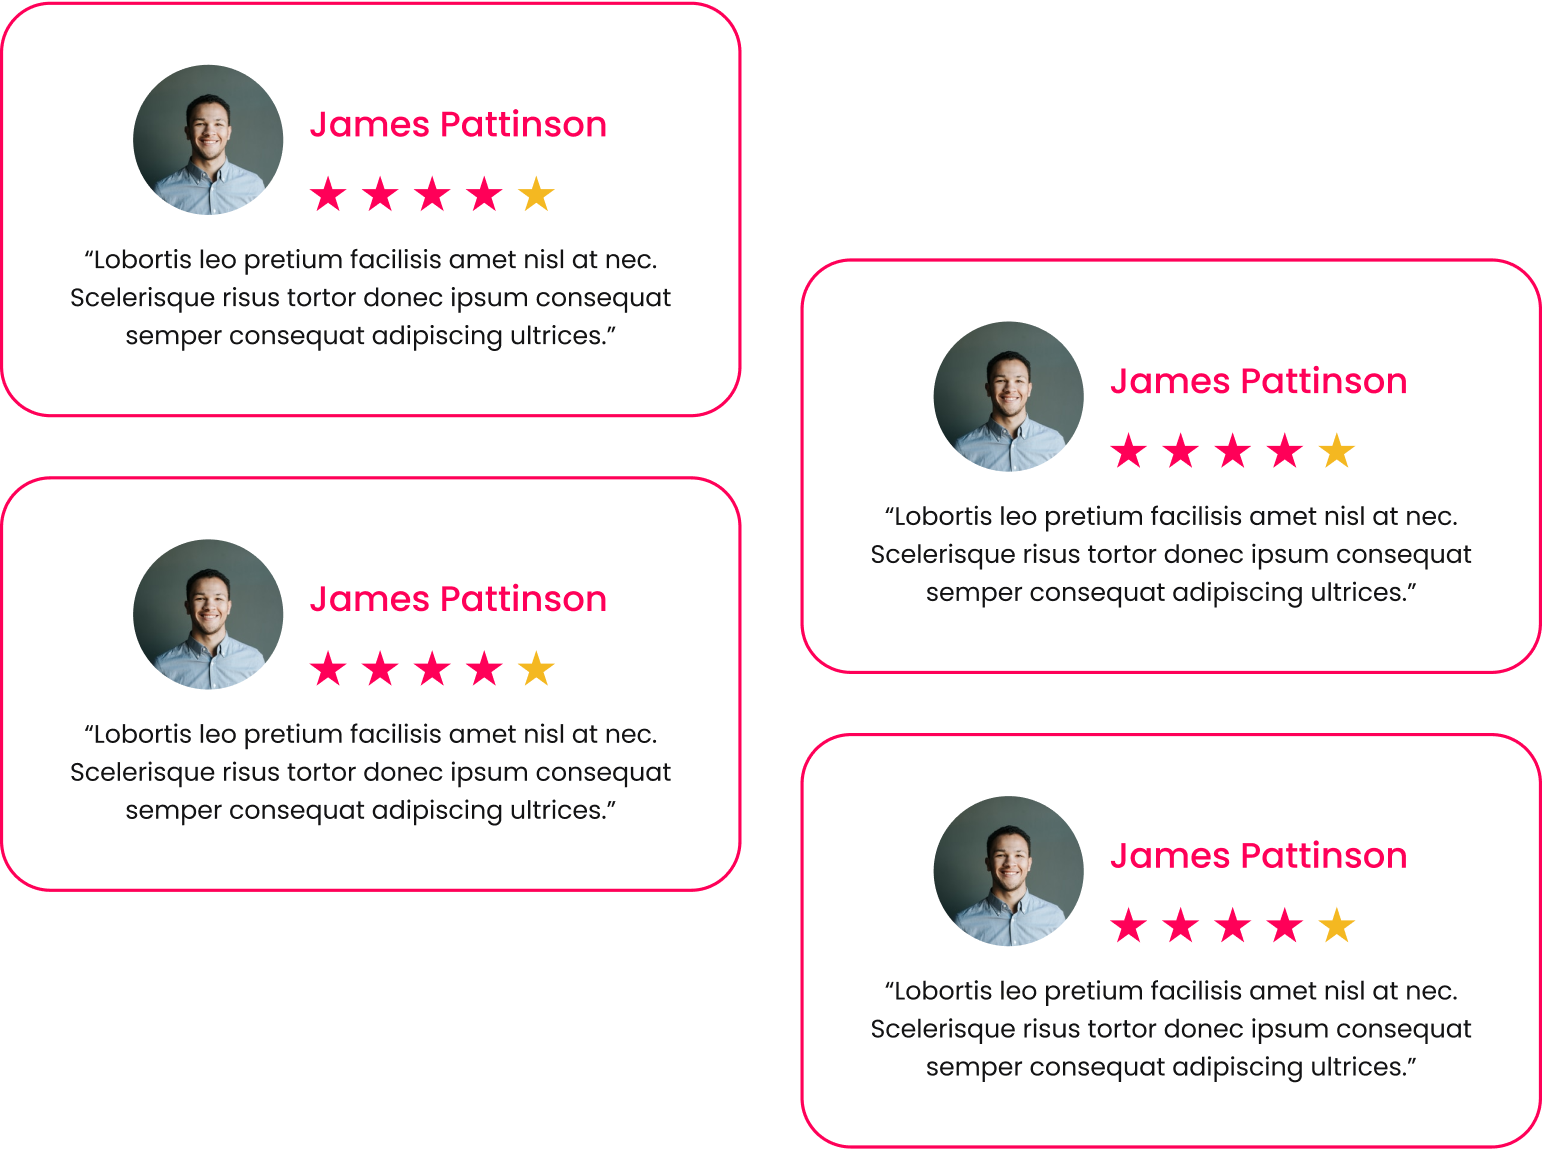 James Pattinson
“Lobortis leo pretium facilisis amet nisl at nec.
Scelerisque risus tortor donec ipsum consequat
semper consequat adipiscing ultrices.”
James Pattinson
“Lobortis leo pretium facilisis amet nisl at nec.
Scelerisque risus tortor donec ipsum consequat
semper consequat adipiscing ultrices.”
James Pattinson
“Lobortis leo pretium facilisis amet nisl at nec.
Scelerisque risus tortor donec ipsum consequat
semper consequat adipiscing ultrices.”
James Pattinson
“Lobortis leo pretium facilisis amet nisl at nec.
Scelerisque risus tortor donec ipsum consequat
semper consequat adipiscing ultrices.”